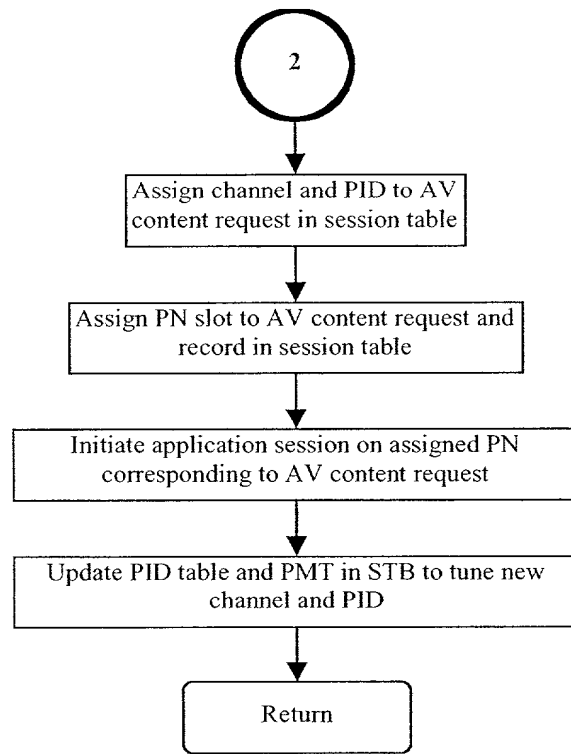 2
Assign channel and PID to AV
content request in session table
Assign PN slot to AV content request and
record in session table
Initiate application session on assigned PN
corresponding to AV content request
Update PID table and PMT in STB to tune new
channel and PID
Return